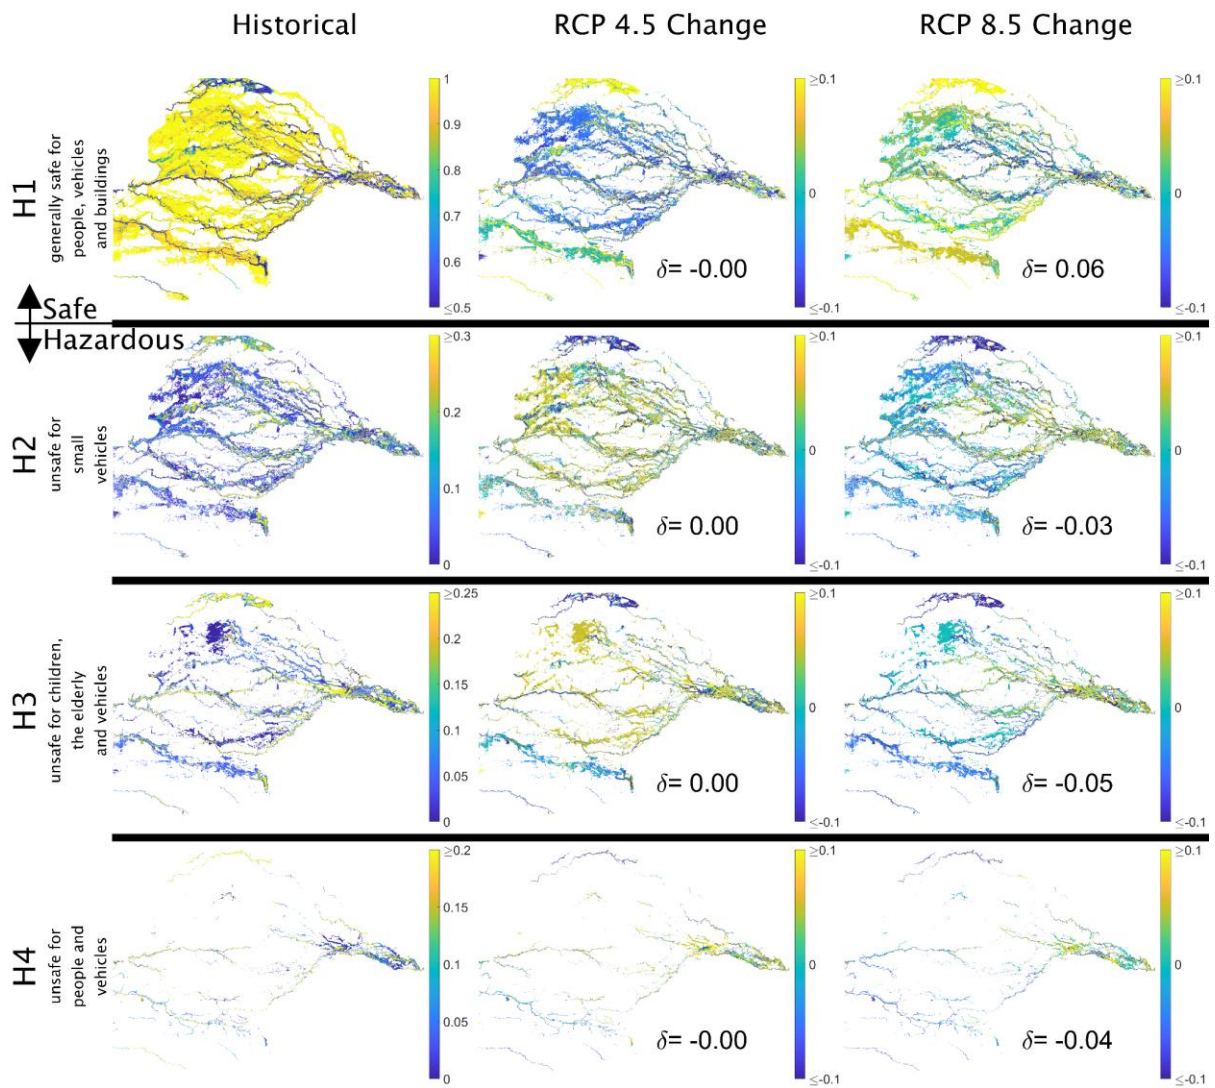 Historical
RCP 4.5 Change
RCP 8.5 Change
H1
generally safe for
people, vehicles
and buildings
1
0.9
0.8
0.7
0.6
≤0.5
≥0.1
0
≤-0.1
δ= -0.00
≥0.1
0
≤-0.1
δ= 0.06
Safe
Hazardous
H2
unsafe for
small
vehicles
≥0.3
0.2
0.1
0
≥0.1
0
≤-0.1
δ= 0.00
≥0.1
0
≤-0.1
δ= -0.03
H3
unsafe for children,
the elderly
and vehicles
≥0.25
0.2
0.15
0.1
0.05
0
≥0.1
0
≤-0.1
δ= 0.00
≥0.1
0
≤-0.1
δ= -0.05
H4
unsafe for
people and
vehicles
≥0.2
0.15
0.1
0.05
0
≥0.1
0
≤-0.1
δ= -0.00
≥0.1
0
≤-0.1
δ= -0.04